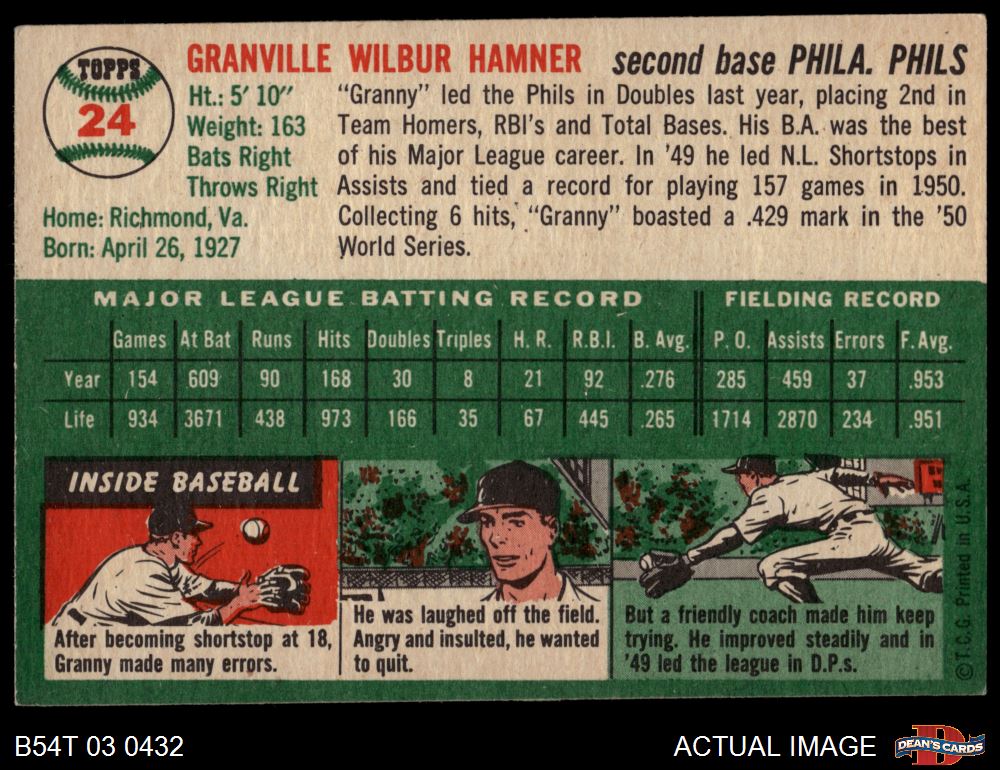 TOPPS
24
GRANVILLE WILBUR HAMNER second base PHILA. PHILS
Ht.: 5' 10"
Weight: 163
Bats Right
Throws Right
Home: Richmond, Va.
Born: April 26, 1927
"Granny" led the Phils in Doubles last year, placing 2nd in
Team Homers, RBI's and Total Bases. His B.A. was the best
of his Major League career. In '49 he led N.L. Shortstops in
Assists and tied a record for playing 157 games in 1950.
Collecting 6 hits, "Granny" boasted a .429 mark in the '50
World Series.
MAJOR LEAGUE BATTING RECORD FIELDING RECORD
Games At Bat Runs Hits Doubles Triples H. R. R.B.I. B. Avg. P. O. Assists Errors F. Avg.
Year 154 609 90 168 30 8 21 92 .276 285 459 37 .953
Life 934 3671 438 973 166 35 67 445 .265 1714 2870 234 .951
INSIDE BASEBALL
After becoming shortstop at 18,
Granny made many errors.
He was laughed off the field.
Angry and insulted, he wanted
to quit.
But a friendly coach made him keep
trying. He improved steadily and in
'49 led the league in D.P.s.
© T.C.G. Printed in U.S.A.
B54T 03 0432
ACTUAL IMAGE
DEAN'S CARDS